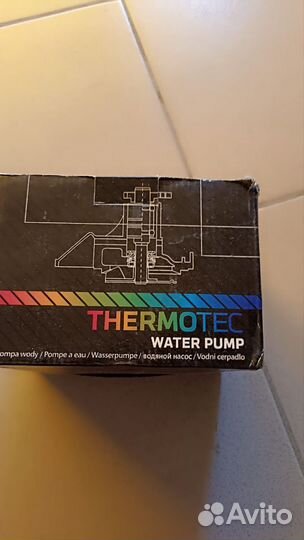 THERMOTEC
WATER PUMP
ompa wody / Pompe a eau / Wasserpumpe / водяной насос / Vodni cerpadlo
Avito